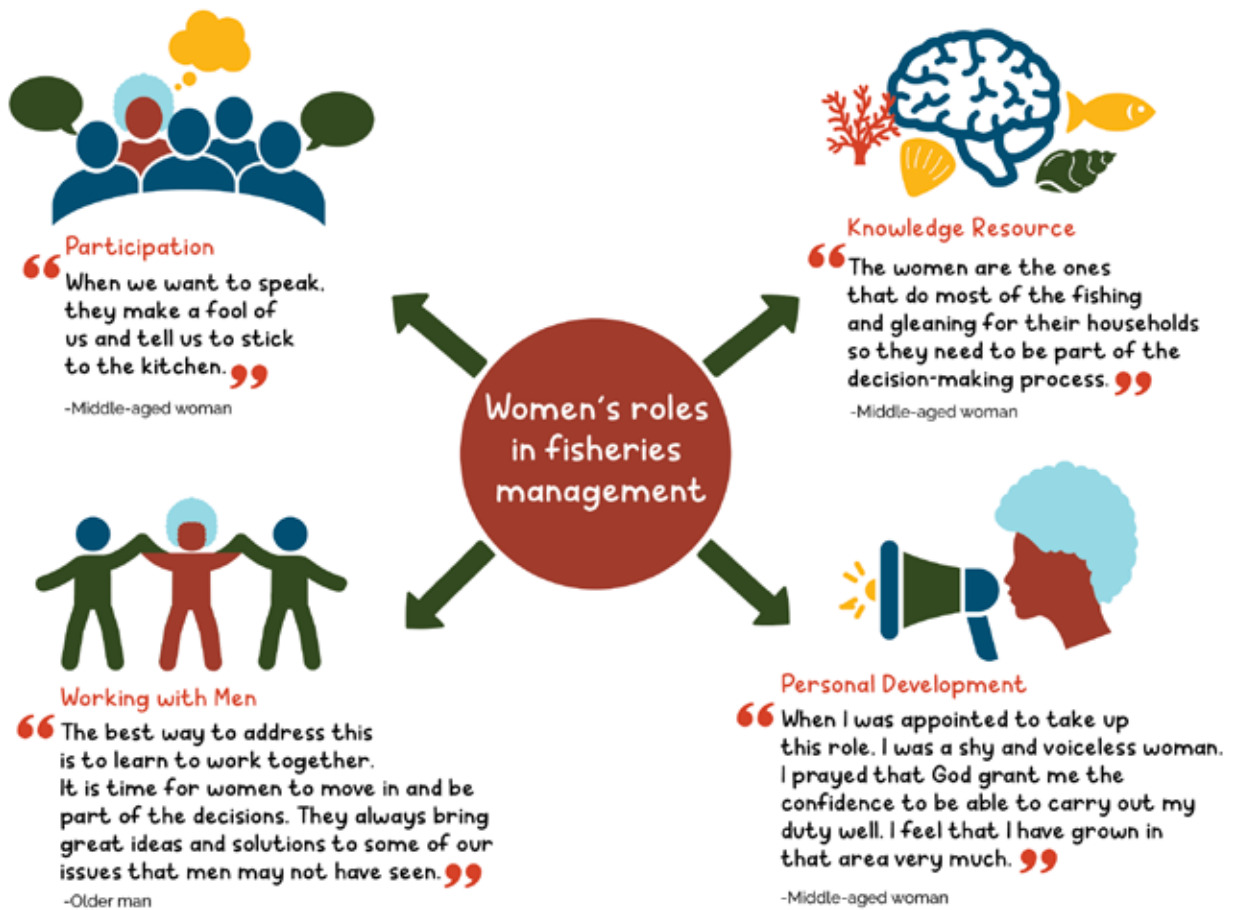 Participation
“When we want to speak,
they make a fool of
us and tell us to stick
to the kitchen.”
-Middle-aged woman
Knowledge Resource
“The women are the ones
that do most of the fishing
and gleaning for their households
so they need to be part of the
decision-making process.”
-Middle-aged woman
Women's roles
in fisheries
management
Working with Men
“The best way to address this
is to learn to work together.
It is time for women to move in and be
part of the decisions. They always bring
great ideas and solutions to some of our
issues that men may not have seen.”
-Older man
Personal Development
“When I was appointed to take up
this role, I was a shy and voiceless woman.
I prayed that God grant me the
confidence to be able to carry out my
duty well. I feel that I have grown in
that area very much.”
-Middle-aged woman